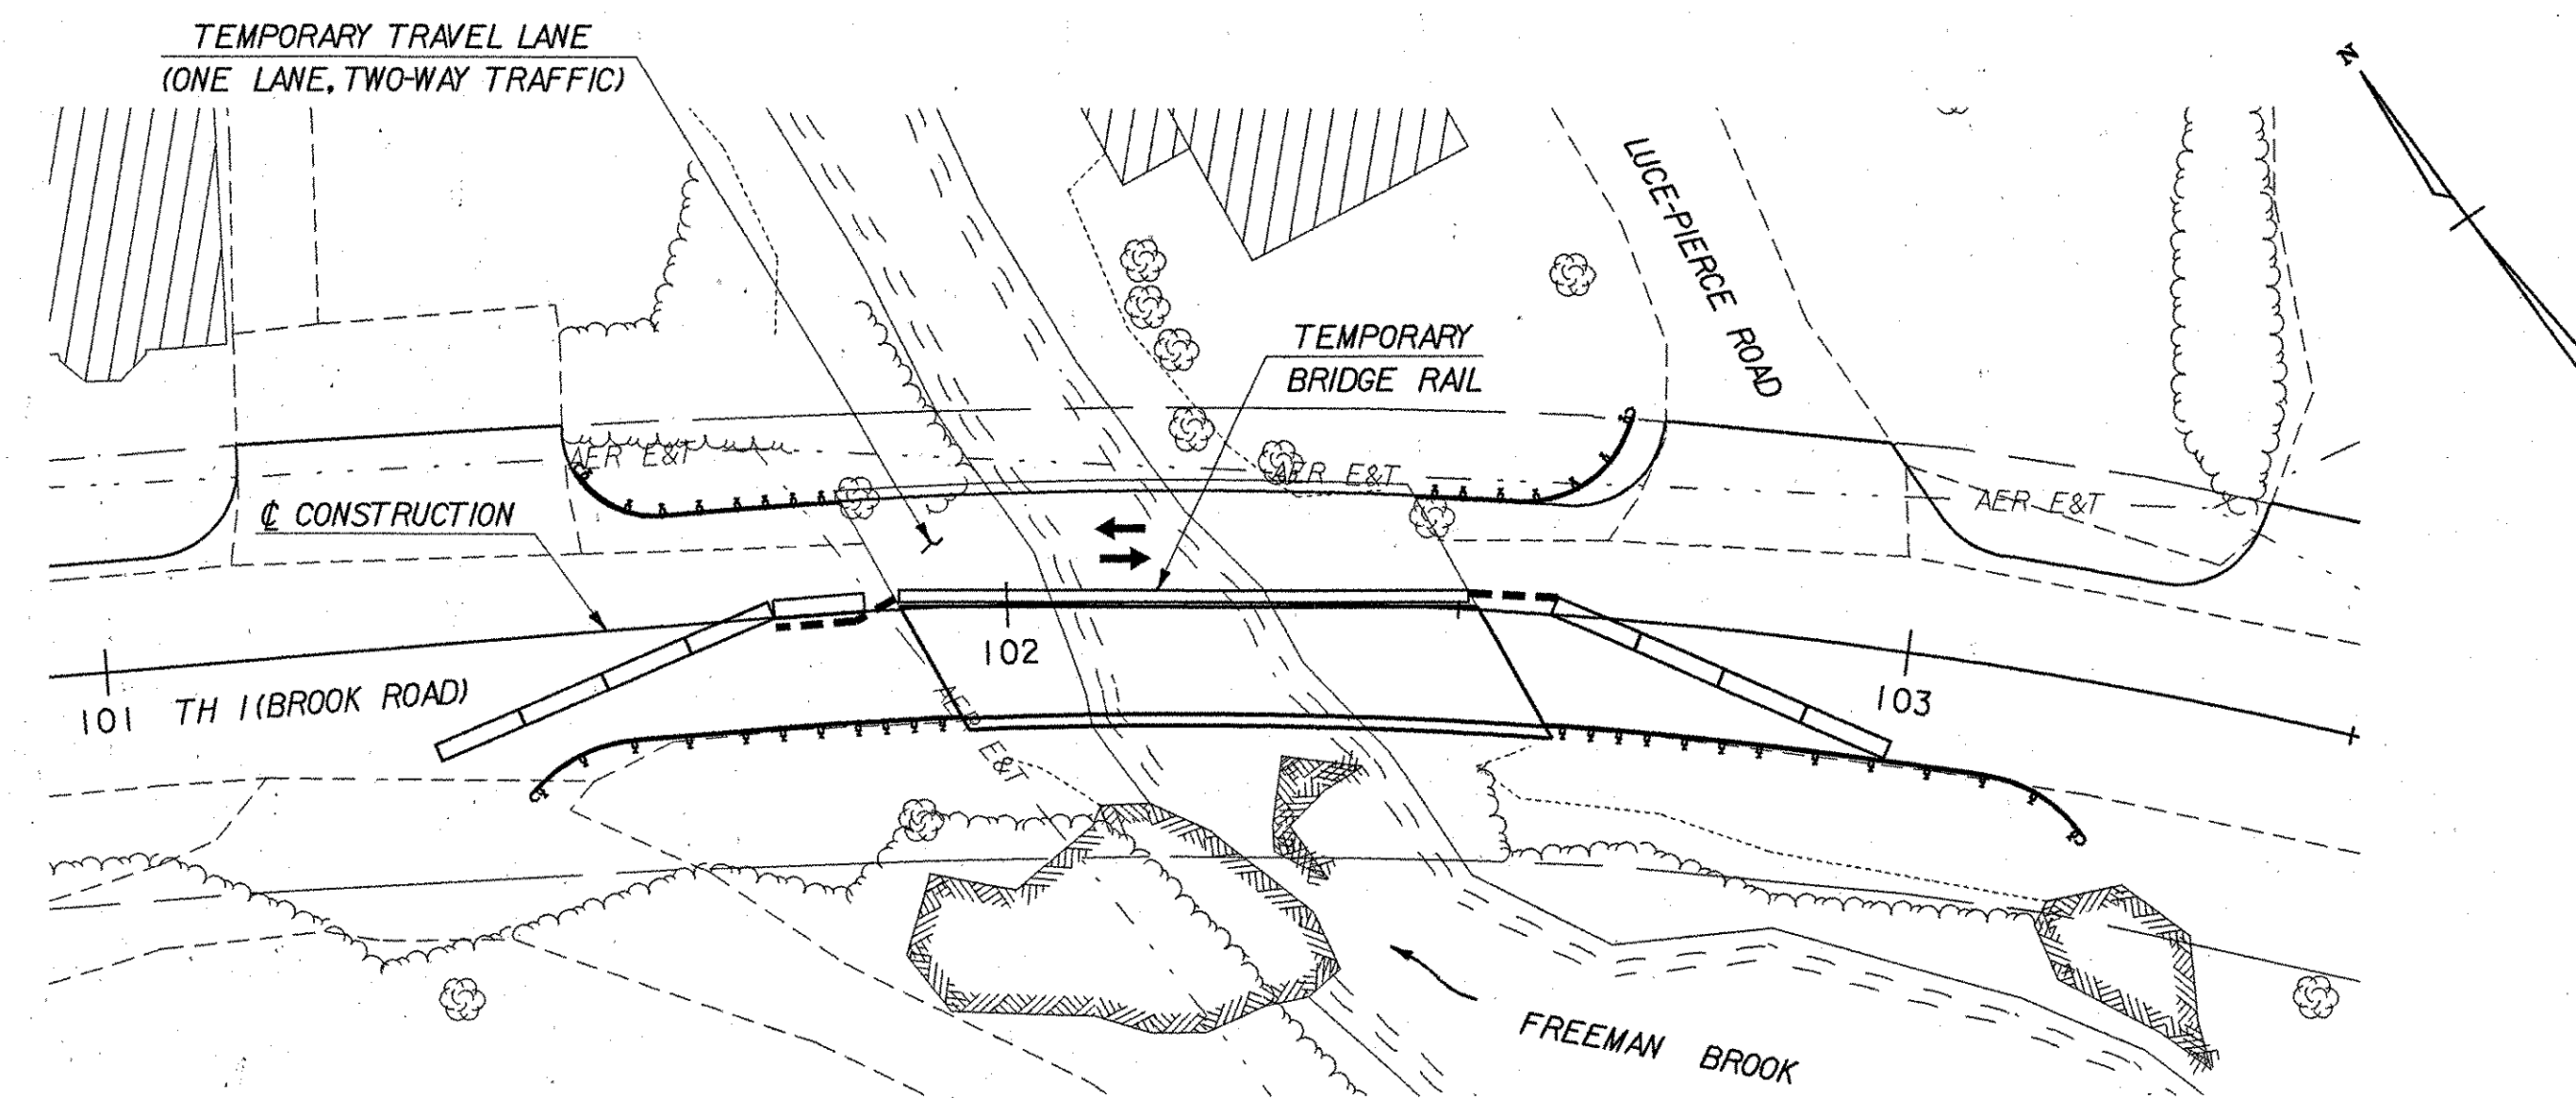 TEMPORARY TRAVEL LANE
(ONE LANE, TWO-WAY TRAFFIC)
N
LUCE-PIERCE ROAD
TEMPORARY
BRIDGE RAIL
AER E&T
AER E&T
AER E&T
℄ CONSTRUCTION
102
103
101
TH 1 (BROOK ROAD)
AER E&T
FREEMAN BROOK